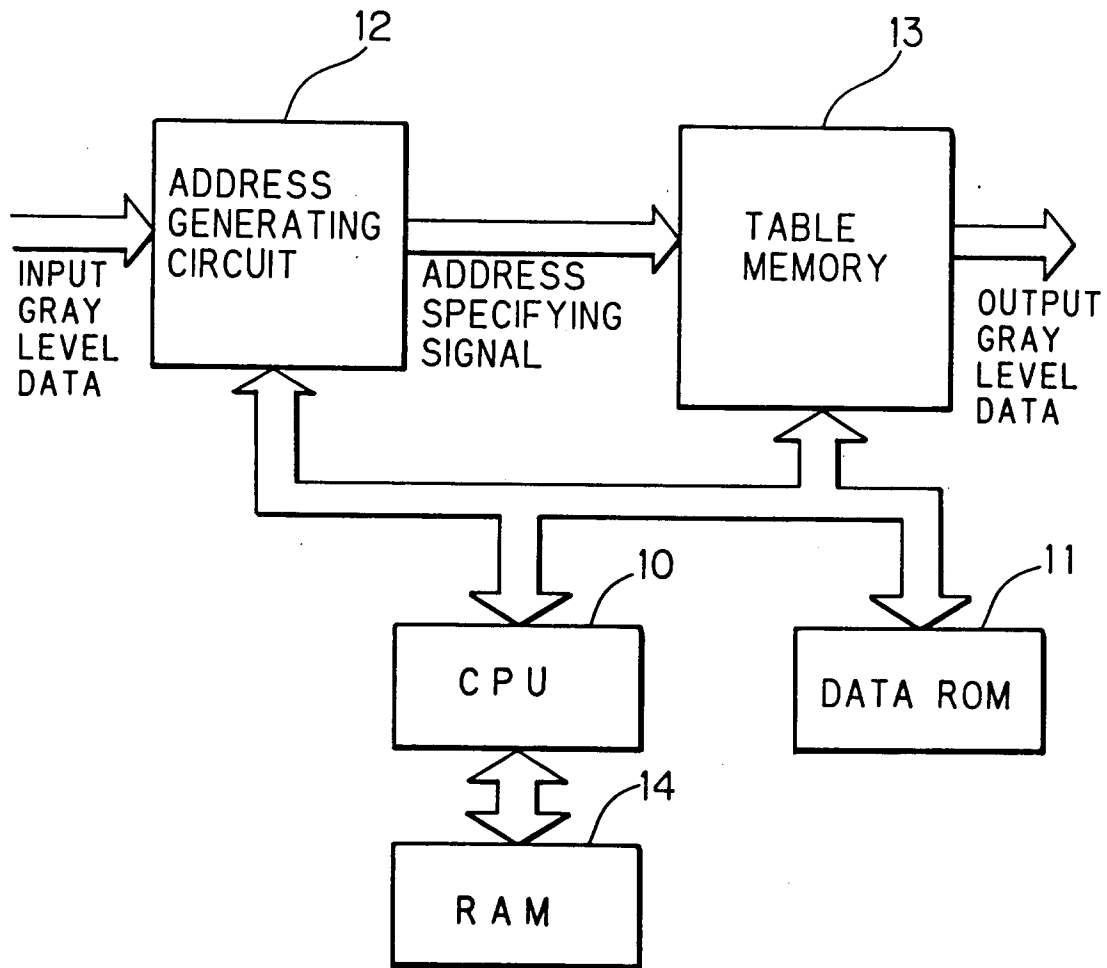 12
13
ADDRESS
GENERATING
CIRCUIT
TABLE
MEMORY
INPUT
GRAY
LEVEL
DATA
ADDRESS
SPECIFYING
SIGNAL
OUTPUT
GRAY
LEVEL
DATA
10
11
CPU
DATA ROM
14
RAM